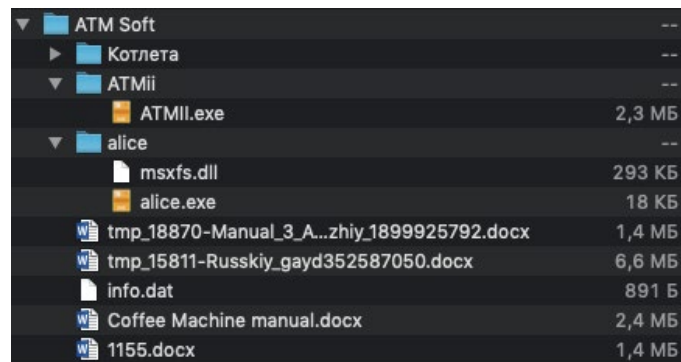 ATM Soft --
Котлета --
ATMii --
ATMII.exe 2,3 МБ
alice --
msxfs.dll 293 КБ
alice.exe 18 КБ
tmp_18870-Manual_3_A...zhiy_1899925792.docx 1,4 МБ
tmp_15811-Russkiy_gayd352587050.docx 6,6 МБ
info.dat 891 Б
Coffee Machine manual.docx 2,4 МБ
1155.docx 1,4 МБ